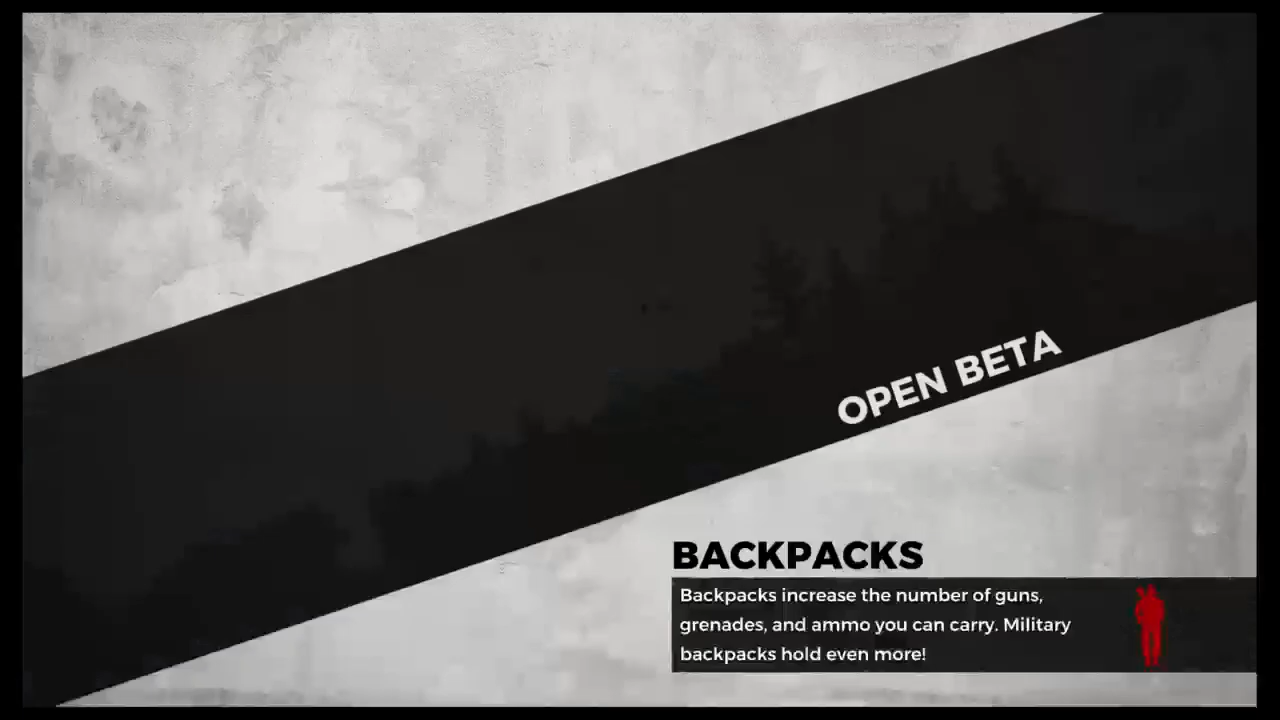 OPEN BETA
BACKPACKS
Backpacks increase the number of guns,
grenades, and ammo you can carry. Military
backpacks hold even more!